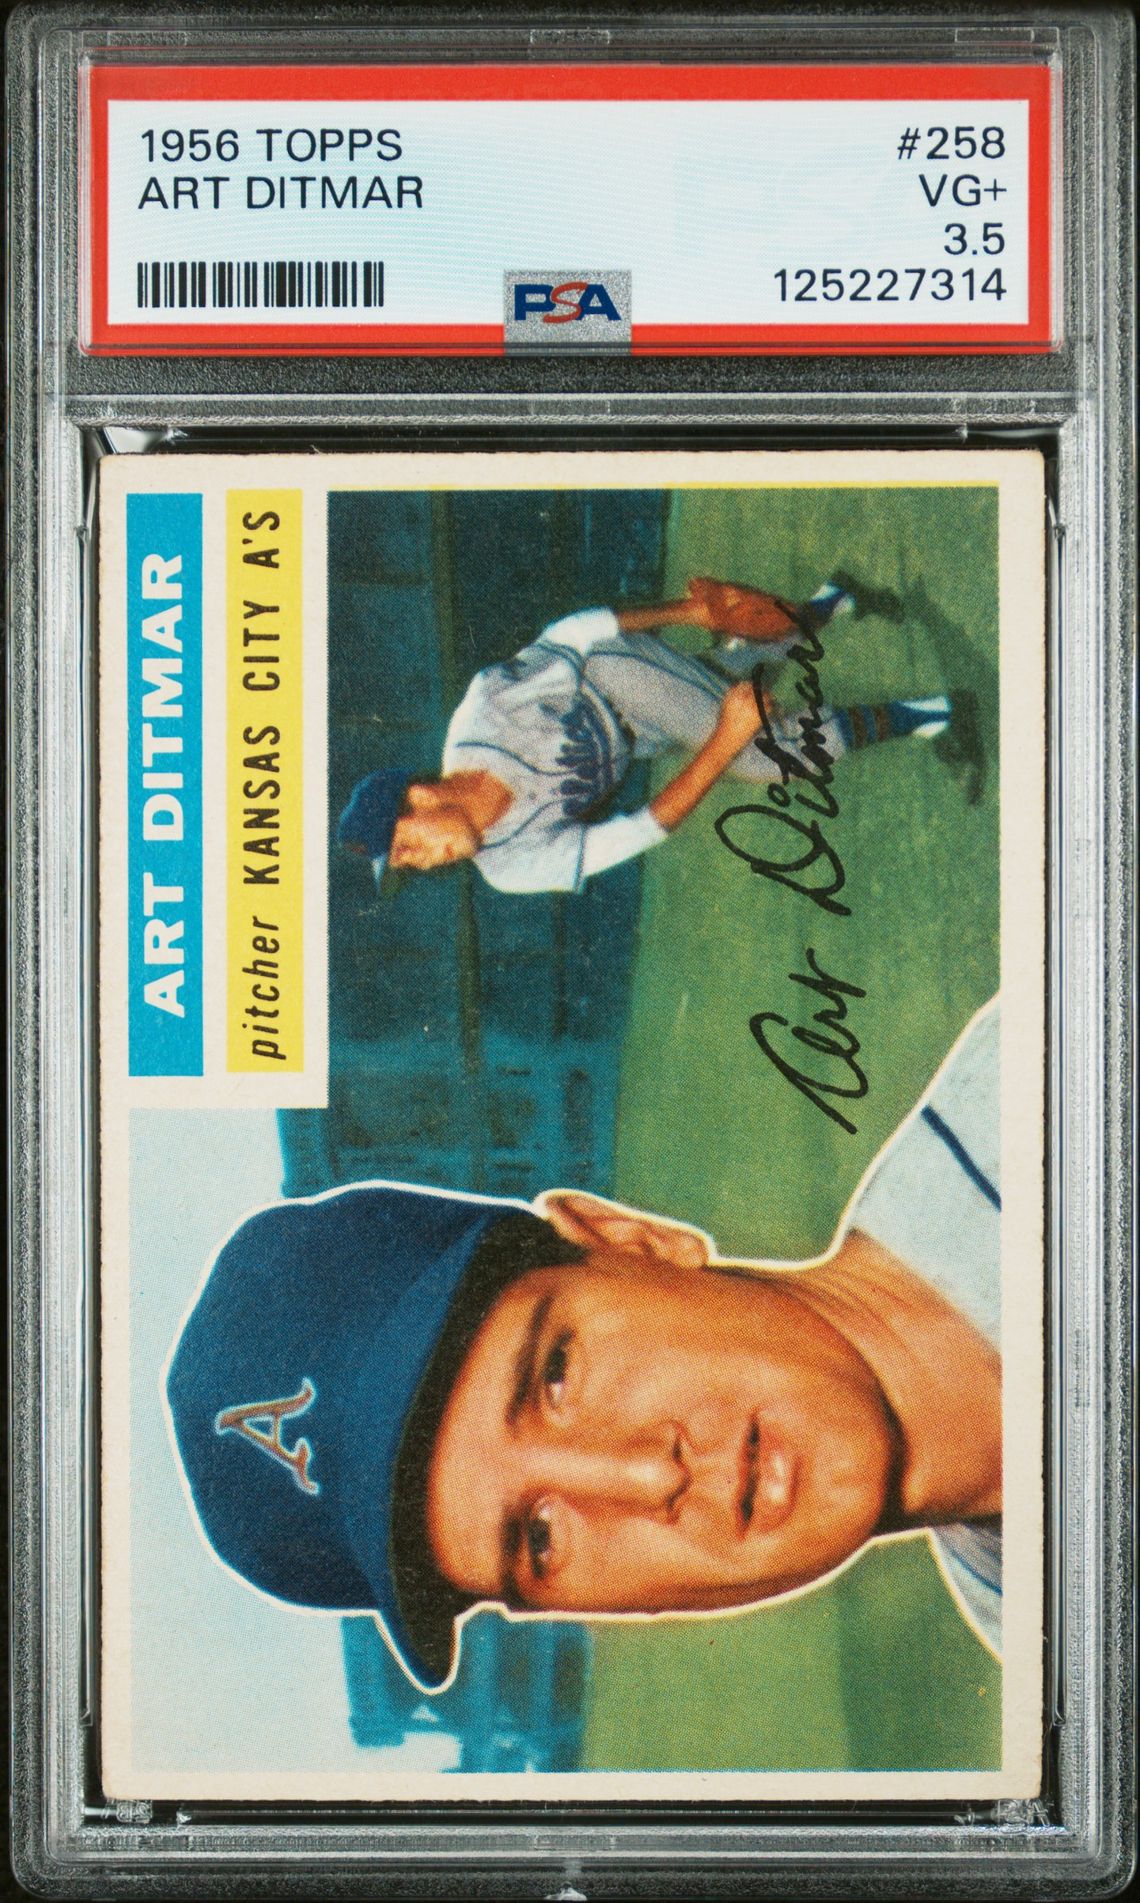 1956 TOPPS #258
ART DITMAR VG+
3.5
125227314
PSA
ART DITMAR
pitcher KANSAS CITY A'S
Art Ditmar
A